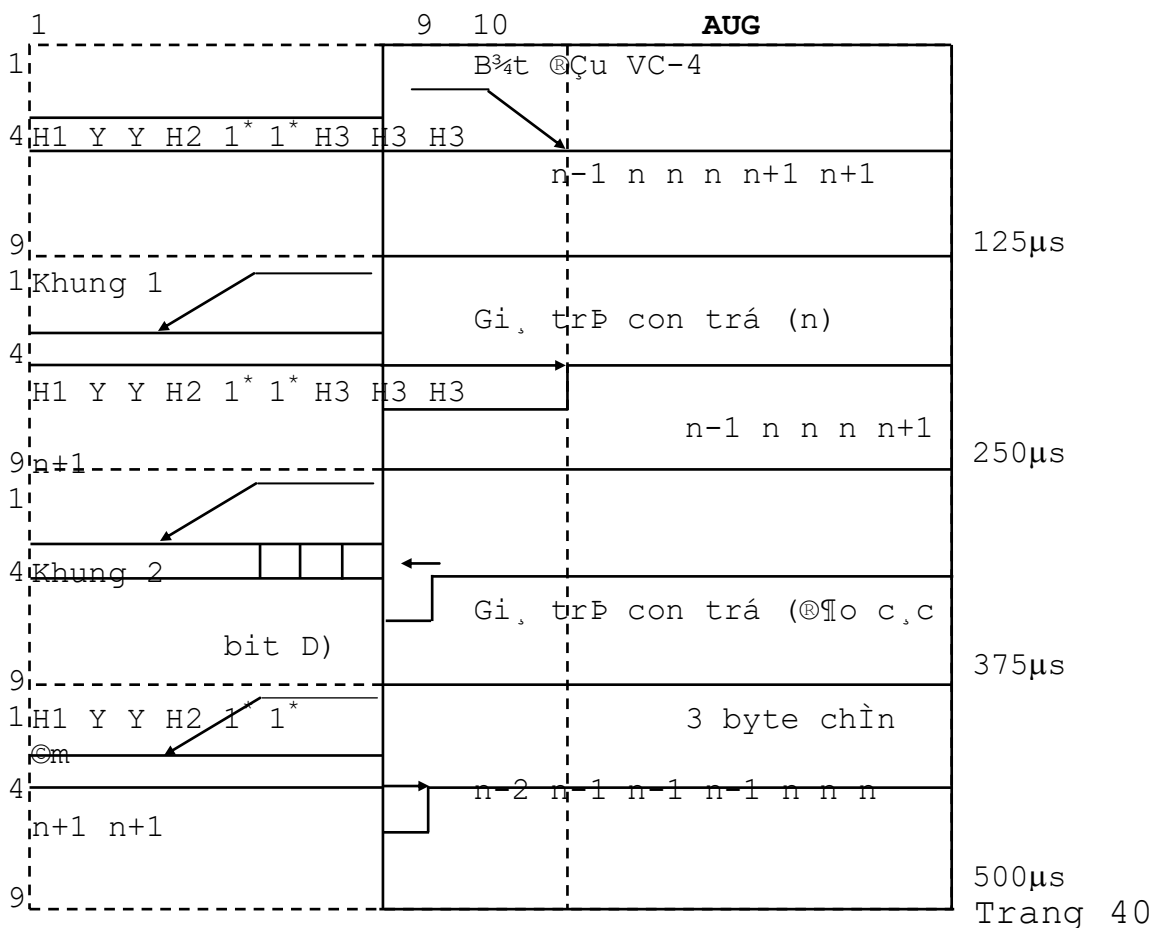 1 9 10 AUG
1 B¾t ®Çu VC-4
4 H1 Y Y H2 1* 1* H3 H3 H3
n-1 n n n n+1 n+1
9 125μs
1 Khung 1
Gi¸ trÞ con trá (n)
4
H1 Y Y H2 1* 1* H3 H3 H3
n-1 n n n n+1
9 n+1 250μs
1
4 Khung 2
Gi¸ trÞ con trá (®¶o c¸c
bit D)
9 375μs
1 H1 Y Y H2 1* 1* 3 byte chÌn
©m
4 n-2 n-1 n-1 n-1 n n n
n+1 n+1
9 500μs
Trang 40